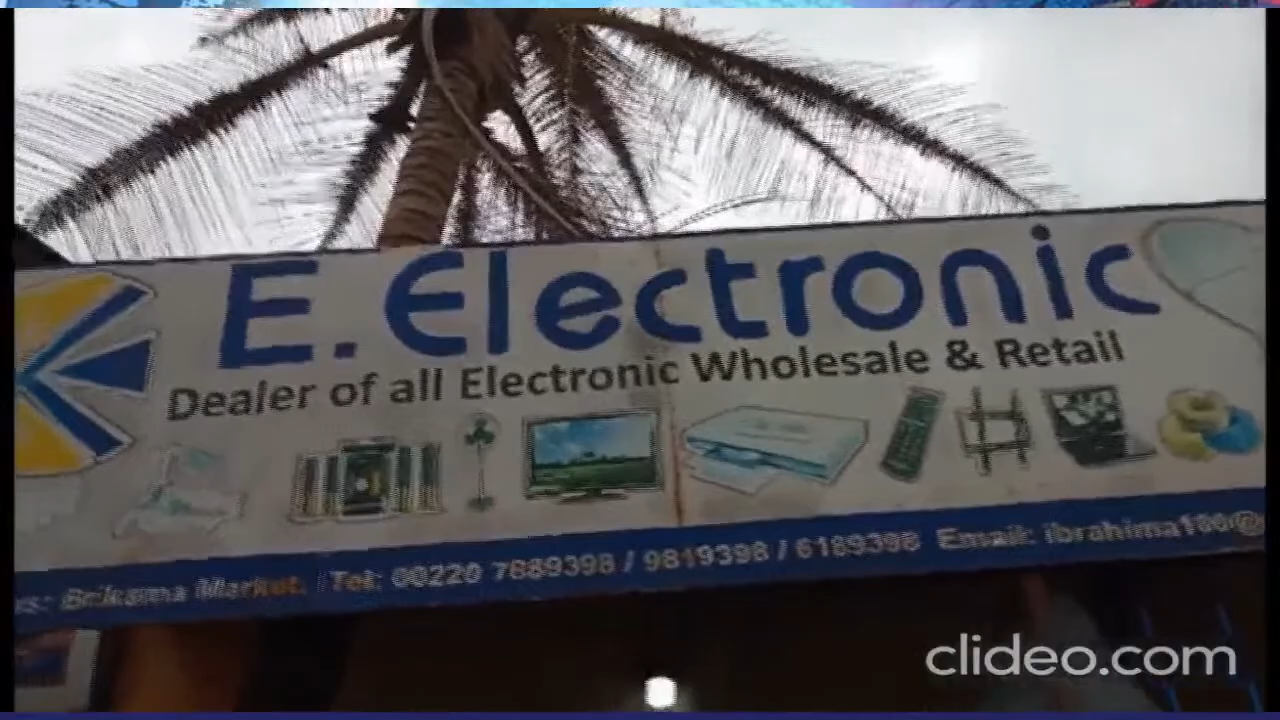 E. Electronic
Dealer of all Electronic Wholesale & Retail
Brikama Market. Tel: 00220 7889398 / 9819398 / 6189398 Email: ibrahima100@
clideo.com